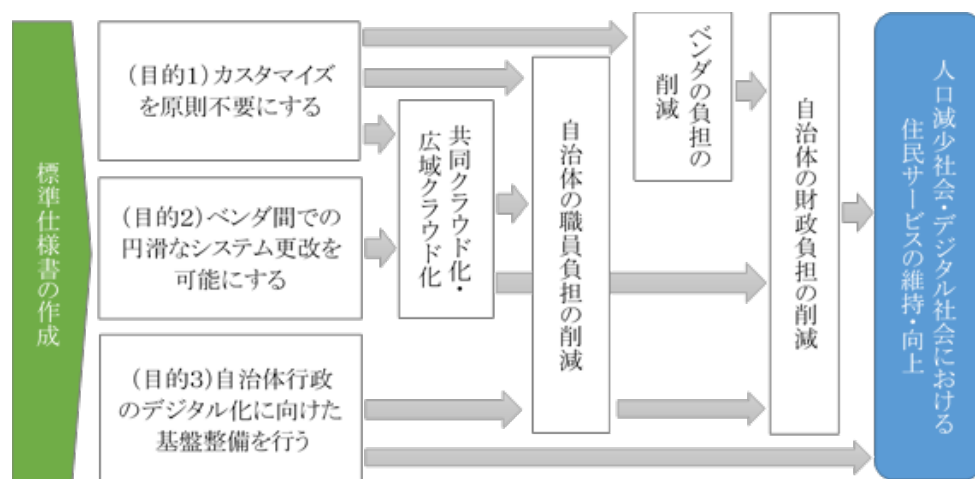 標準仕様書の作成
(目的1)カスタマイズ
を原則不要にする
(目的2)ベンダ間での
円滑なシステム更改を
可能にする
(目的3)自治体行政
のデジタル化に向けた
基盤整備を行う
共同クラウド化・
広域クラウド化
自治体の職員負担の削減
ベンダの負担の
削減
自治体の財政負担の削減
人口減少社会・デジタル社会における
住民サービスの維持・向上